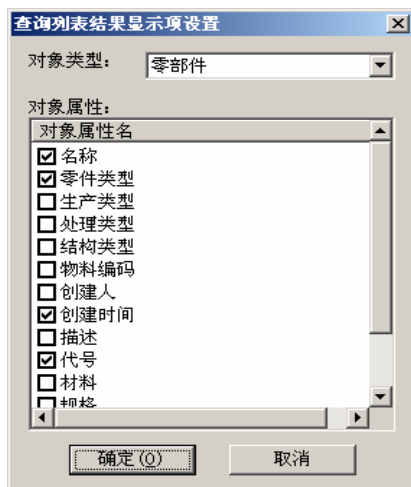 查询列表结果显示项设置
对象类型：
零部件
对象属性：
对象属性名
名称
零件类型
生产类型
处理类型
结构类型
物料编码
创建人
创建时间
描述
代号
材料
规格
确定(O)
取消